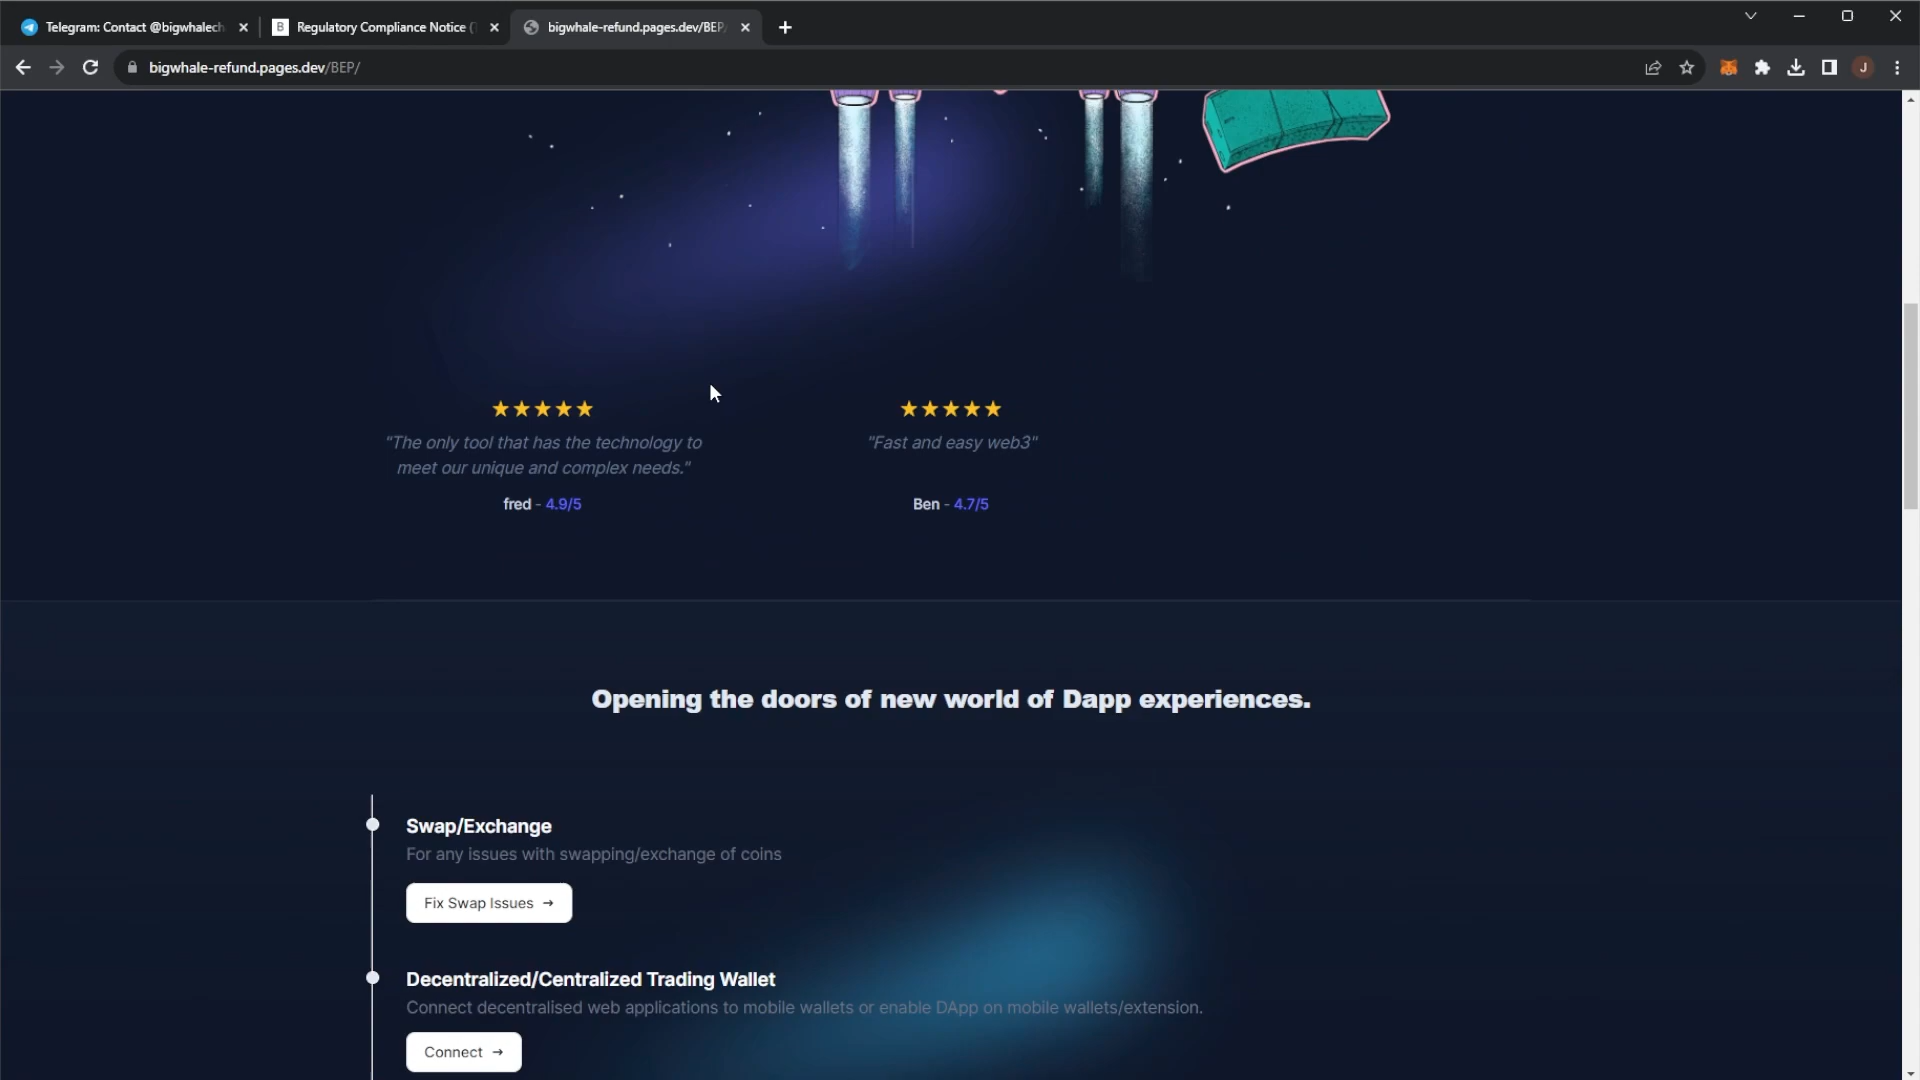 Telegram: Contact @bigwhalech
Regulatory Compliance Notice (
bigwhale-refund.pages.dev/BEP
bigwhale-refund.pages.dev/BEP/
J
★★★★★
"The only tool that has the technology to
meet our unique and complex needs."
fred - 4.9/5
★★★★★
"Fast and easy web3"
Ben - 4.7/5
Opening the doors of new world of Dapp experiences.
Swap/Exchange
For any issues with swapping/exchange of coins
Fix Swap Issues →
Decentralized/Centralized Trading Wallet
Connect decentralised web applications to mobile wallets or enable DApp on mobile wallets/extension.
Connect →